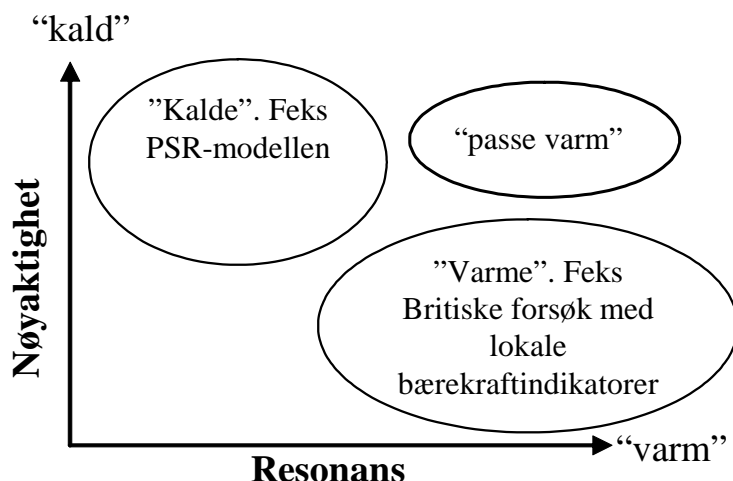 “kald”
”Kalde”. Feks
PSR-modellen
“passe varm”
Nøyaktighet
”Varme”. Feks
Britiske forsøk med
lokale
bærekraftindikatorer
“varm”
Resonans